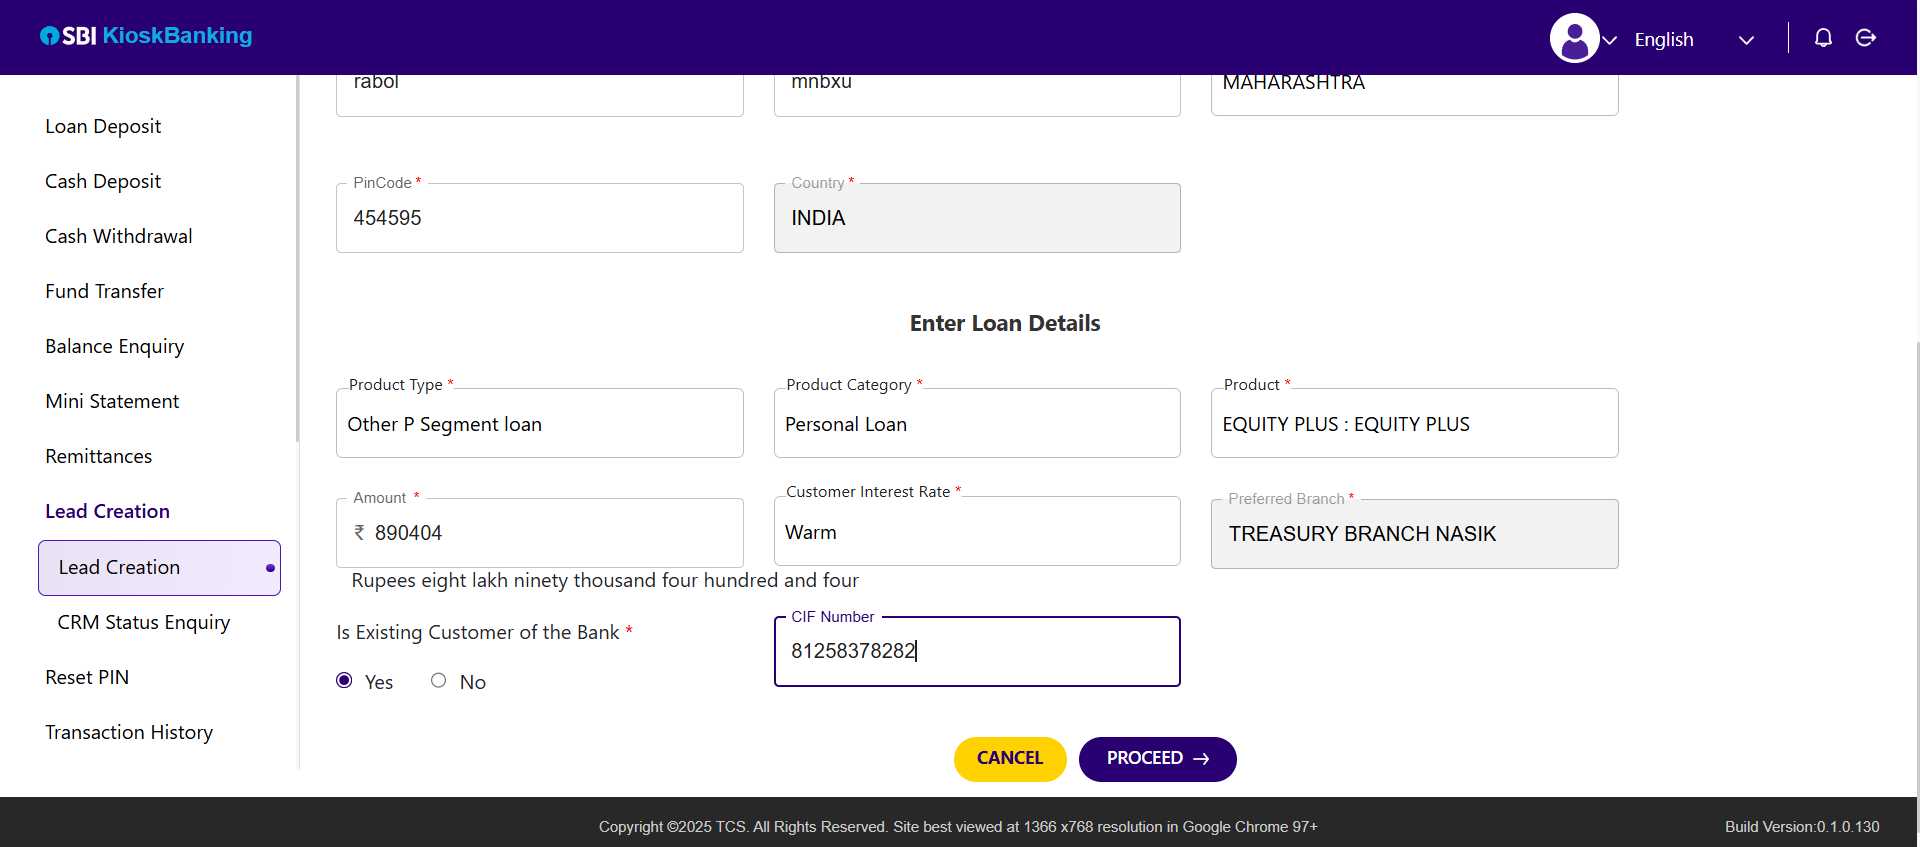 SBI KioskBanking
English
rabol
mnbxu
MAHARASHTRA
Loan Deposit
Cash Deposit
Cash Withdrawal
Fund Transfer
Balance Enquiry
Mini Statement
Remittances
Lead Creation
Lead Creation
CRM Status Enquiry
Reset PIN
Transaction History
PinCode *
454595
Country *
INDIA
Enter Loan Details
Product Type *
Other P Segment loan
Product Category *
Personal Loan
Product *
EQUITY PLUS : EQUITY PLUS
Amount *
₹ 890404
Rupees eight lakh ninety thousand four hundred and four
Customer Interest Rate *
Warm
Preferred Branch *
TREASURY BRANCH NASIK
Is Existing Customer of the Bank *
Yes
No
CIF Number
81258378282
CANCEL
PROCEED →
Copyright ©2025 TCS. All Rights Reserved. Site best viewed at 1366 x768 resolution in Google Chrome 97+
Build Version:0.1.0.130